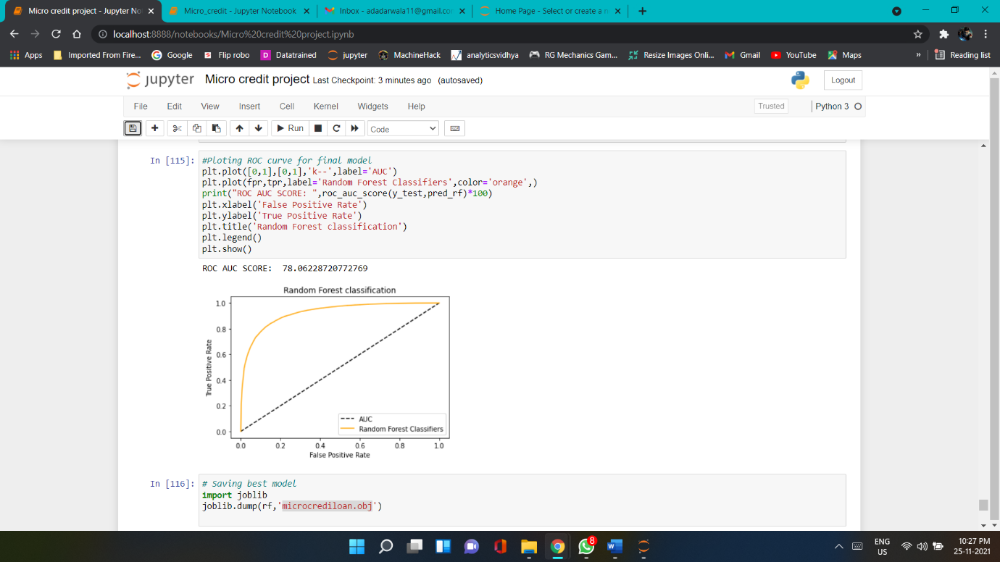 Micro credit project - Jupyter No
Micro_credit - Jupyter Notebook
Inbox - adadarwala11@gmail.co
Home Page - Select or create a n
localhost:8888/notebooks/Micro%20credit%20project.ipynb
Apps
Imported From Fire...
Google
Flip robo
D Datatrained
jupyter
MachineHack
analyticsvidhya
RG Mechanics Gam...
Resize Images Onli...
Gmail
YouTube
Maps
»
Reading list
jupyter Micro credit project Last Checkpoint: 3 minutes ago (autosaved)
Logout
File Edit View Insert Cell Kernel Widgets Help
Trusted
Python 3
Run
Code
In [115]:
#Ploting ROC curve for final model
plt.plot([0,1],[0,1],'k--',label='AUC')
plt.plot(fpr,tpr,label='Random Forest Classifiers',color='orange',)
print("ROC AUC SCORE: ",roc_auc_score(y_test,pred_rf)*100)
plt.xlabel('False Positive Rate')
plt.ylabel('True Positive Rate')
plt.title('Random Forest classification')
plt.legend()
plt.show()
ROC AUC SCORE:  78.06228720772769
Random Forest classification
True Positive Rate
1.0
0.8
0.6
0.4
0.2
0.0
AUC
Random Forest Classifiers
0.0 0.2 0.4 0.6 0.8 1.0
False Positive Rate
In [116]:
# Saving best model
import joblib
joblib.dump(rf,'microcrediloan.obj')
8
W
ENG
US
10:27 PM
25-11-2021